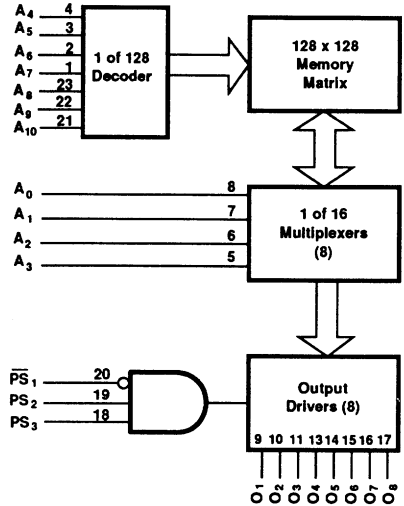 A4 4
A5 3
A6 2
A7 1
A8 23
A9 22
A10 21
1 of 128
Decoder
128 x 128
Memory
Matrix
A0 8
A1 7
A2 6
A3 5
1 of 16
Multiplexers
(8)
P̅S̅1 20
PS2 19
PS3 18
Output
Drivers (8)
9 10 11 13 14 15 16 17
O1 O2 O3 O4 O5 O6 O7 O8